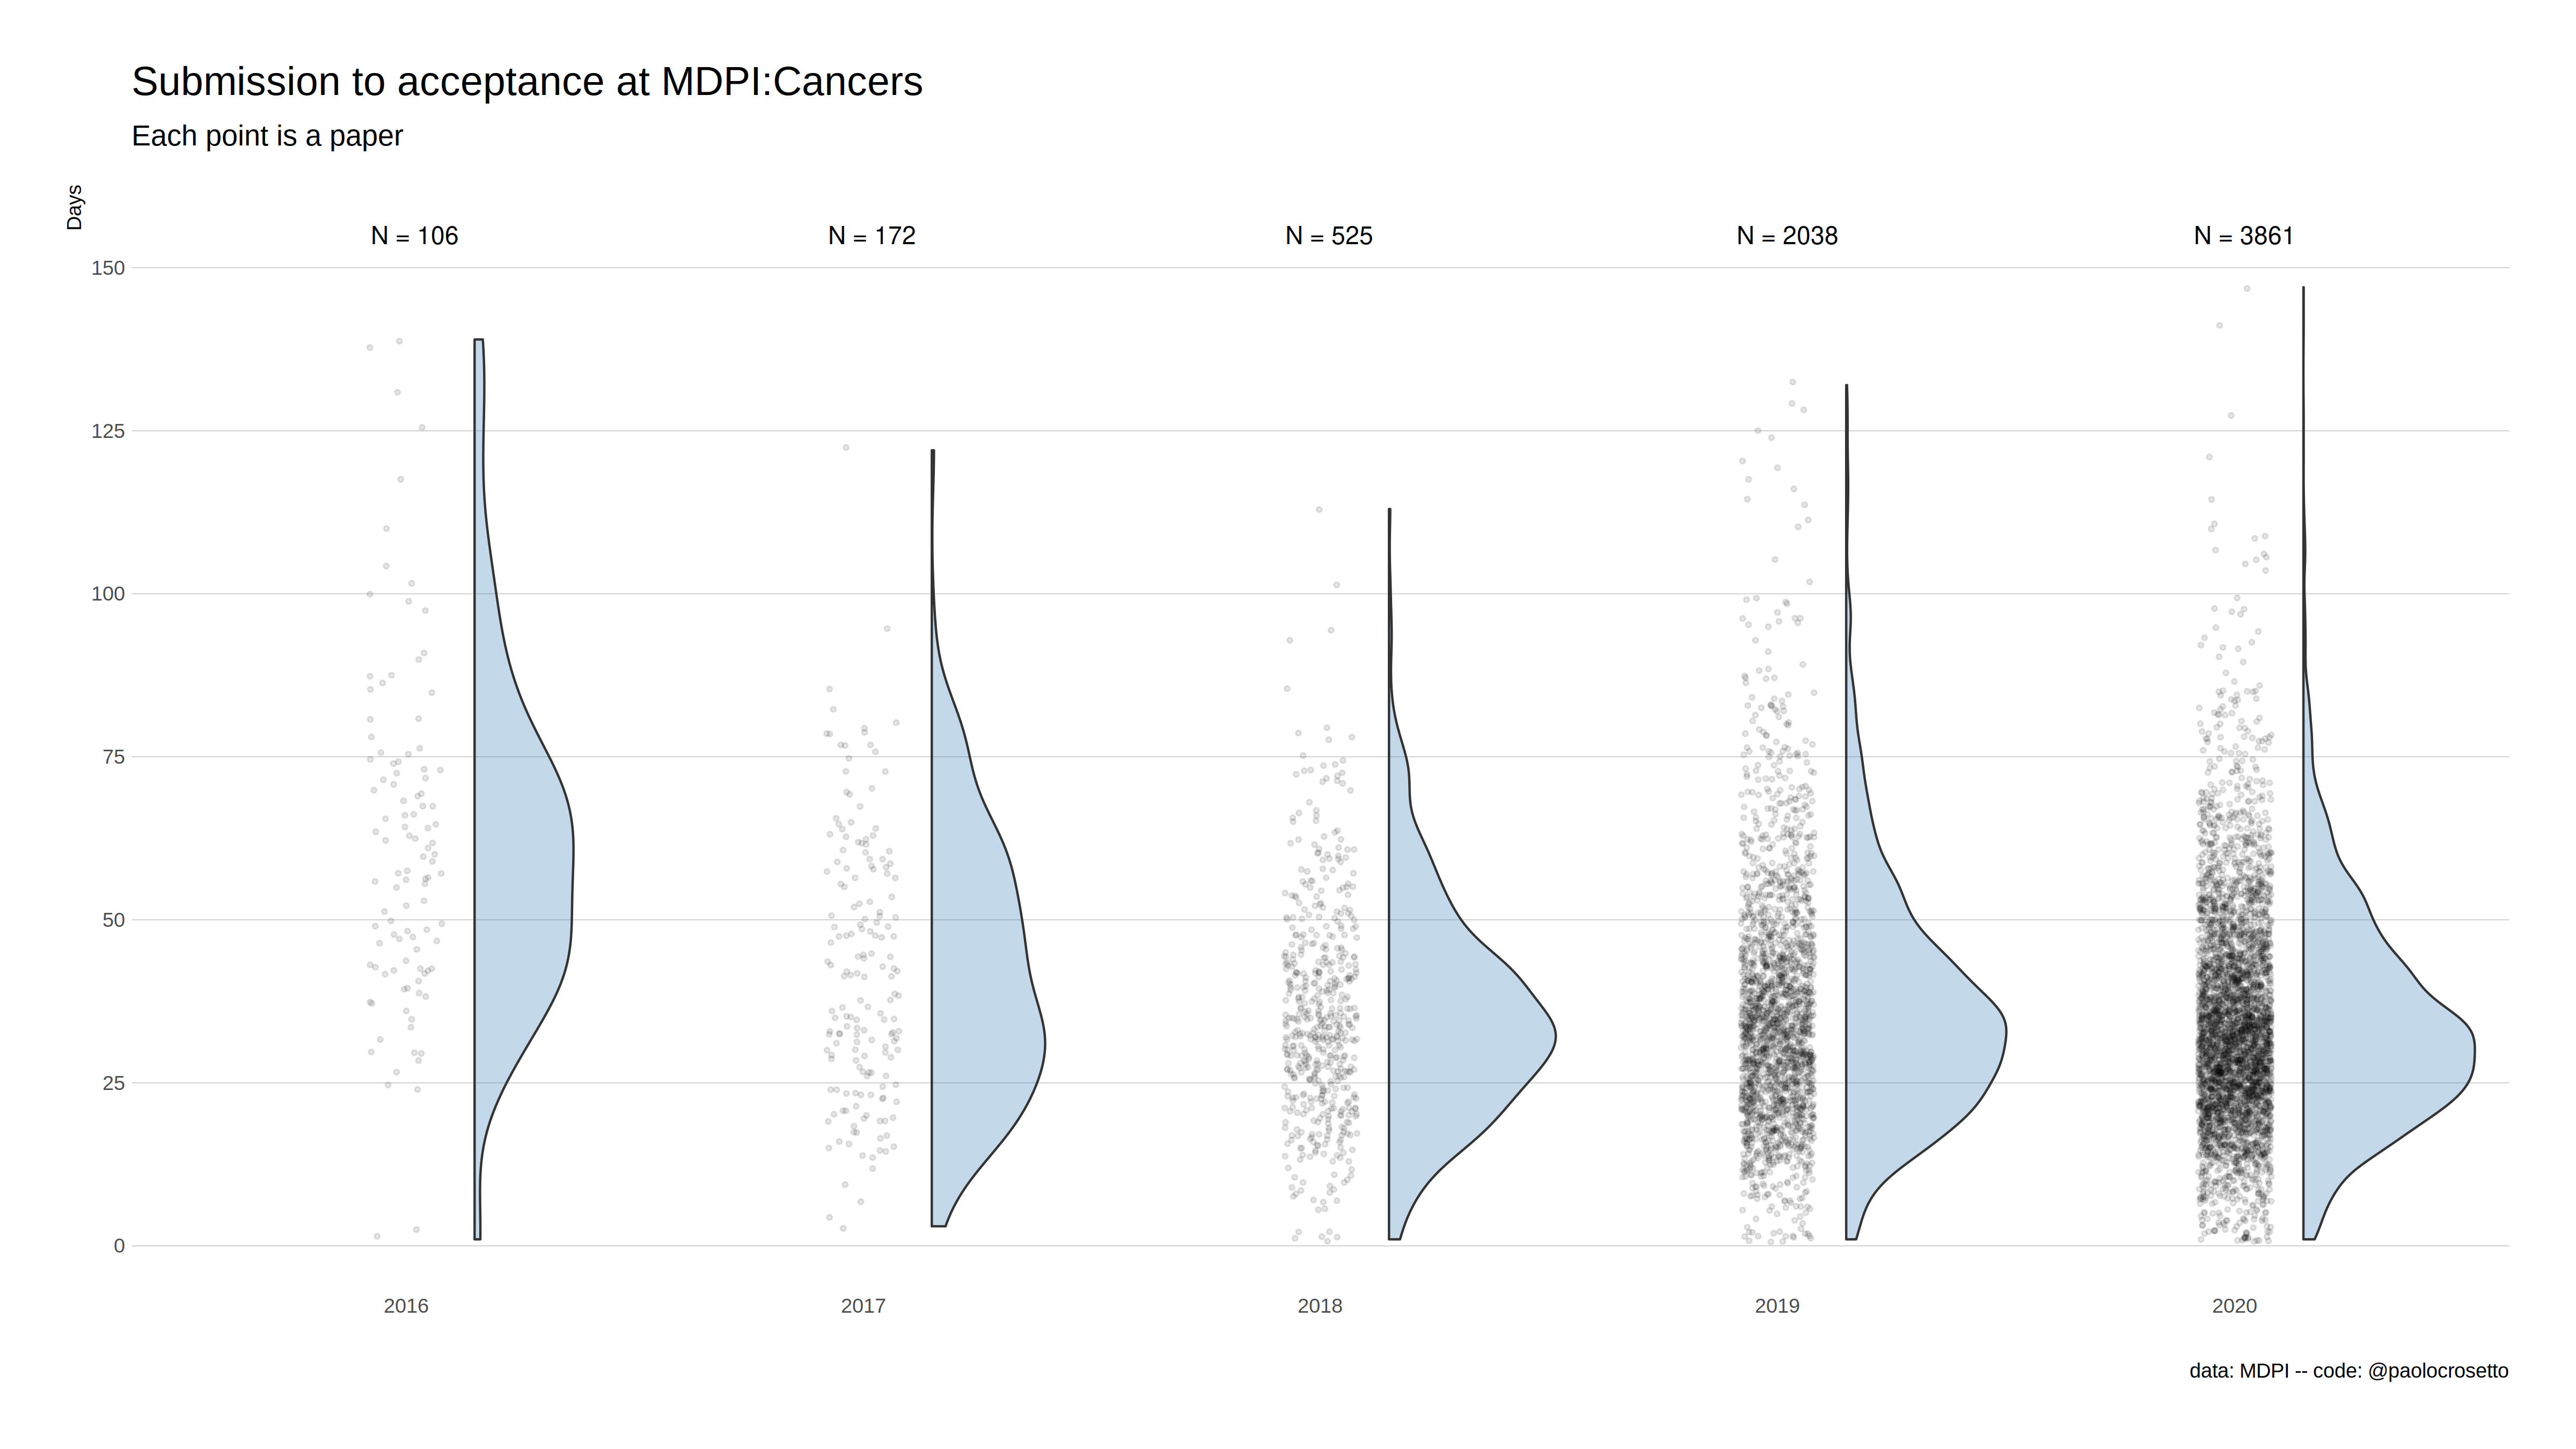 Submission to acceptance at MDPI:Cancers
Each point is a paper
Days
N = 106
N = 172
N = 525
N = 2038
N = 3861
150
125
100
75
50
25
0
2016
2017
2018
2019
2020
data: MDPI -- code: @paolocrosetto